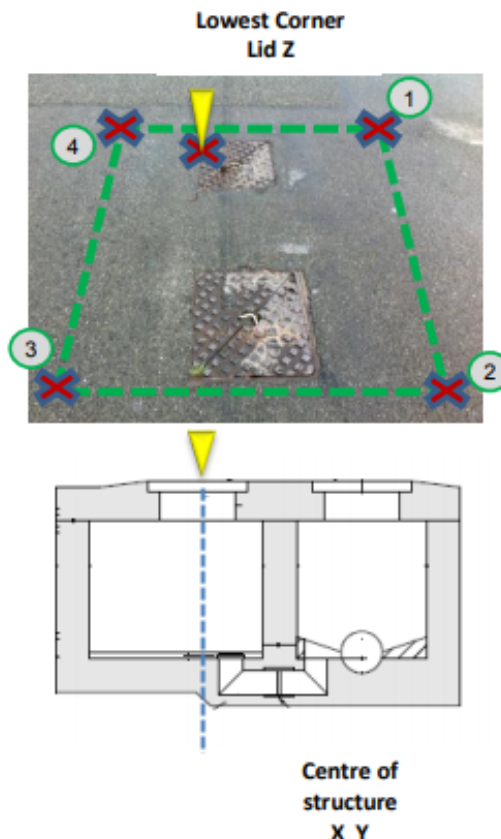 Lowest Corner
Lid Z
1
4
3
2
Centre of
structure
X Y